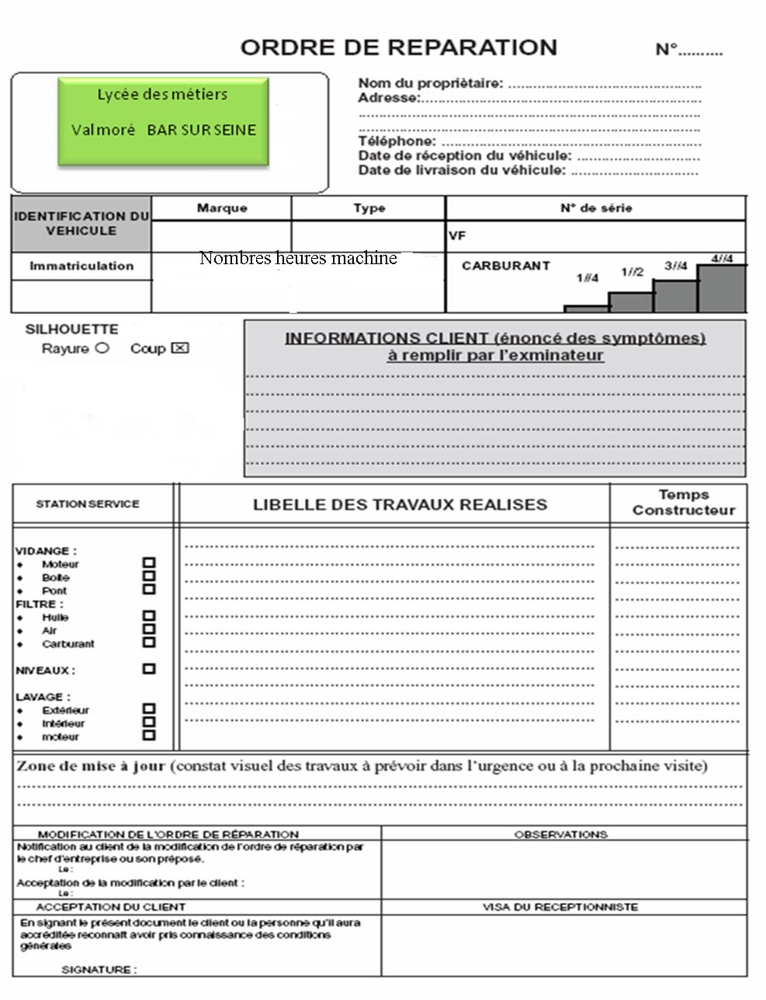 ORDRE DE REPARATION N°..........
Lycée des métiers
Valmoré BAR SUR SEINE
Nom du propriètaire: ..........
Adresse:..........
Téléphone: ..........
Date de réception du véhicule: ..........
Date de livraison du véhicule: ..........
IDENTIFICATION DU
VEHICULE
Marque
Type
N° de série
VF
Immatriculation
Nombres heures machine
CARBURANT
1//4
1//2
3//4
4//4
SILHOUETTE
Rayure
Coup
INFORMATIONS CLIENT (énoncé des symptômes)
à remplir par l'exminateur
STATION SERVICE
LIBELLE DES TRAVAUX REALISES
Temps
Constructeur
VIDANGE :
• Moteur
• Boite
• Pont
FILTRE :
• Huile
• Air
• Carburant
NIVEAUX :
LAVAGE :
• Extérieur
• Intérieur
• moteur
Zone de mise à jour (constat visuel des travaux à prévoir dans l'urgence ou à la prochaine visite)
MODIFICATION DE L'ORDRE DE RÉPARATION
OBSERVATIONS
Notification au client de la modification de l'ordre de réparation par
le chef d'entreprise ou son préposé.
Le :
Acceptation de la modification par le client :
Le :
ACCEPTATION DU CLIENT
VISA DU RECEPTIONNISTE
En signant le présent document le client ou la personne qu'il aura
accréditée reconnaît avoir pris connaissance des conditions
générales
SIGNATURE :